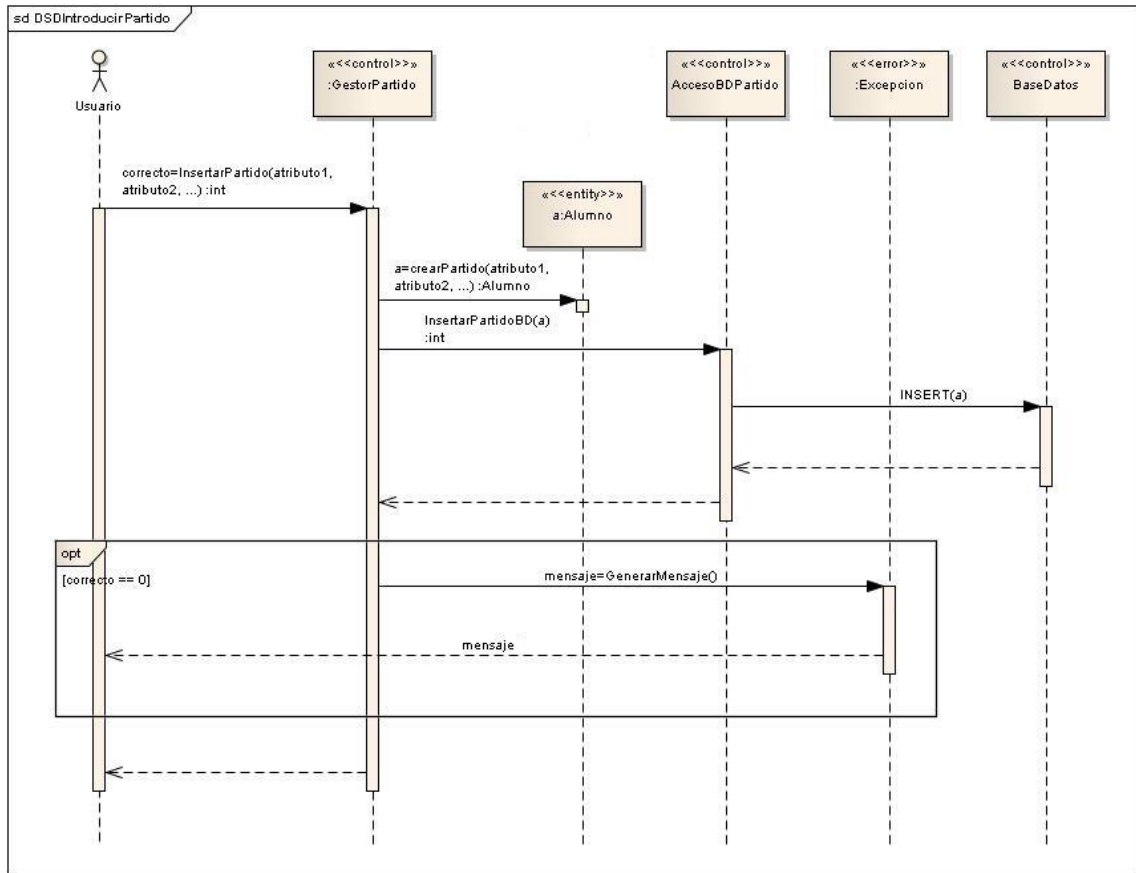 sd DSDIntroducirPartido
Usuario
«<<control>>»
:GestorPartido
«<<control>>»
AccesoBDPartido
«<<error>>»
:Excepcion
«<<control>>»
BaseDatos
correcto=InsertarPartido(atributo1,
atributo2, ...) :int
«<<entity>>»
a:Alumno
a=crearPartido(atributo1,
atributo2, ...) :Alumno
InsertarPartidoBD(a)
:int
INSERT(a)
opt
[correcto == 0]
mensaje=GenerarMensaje()
mensaje